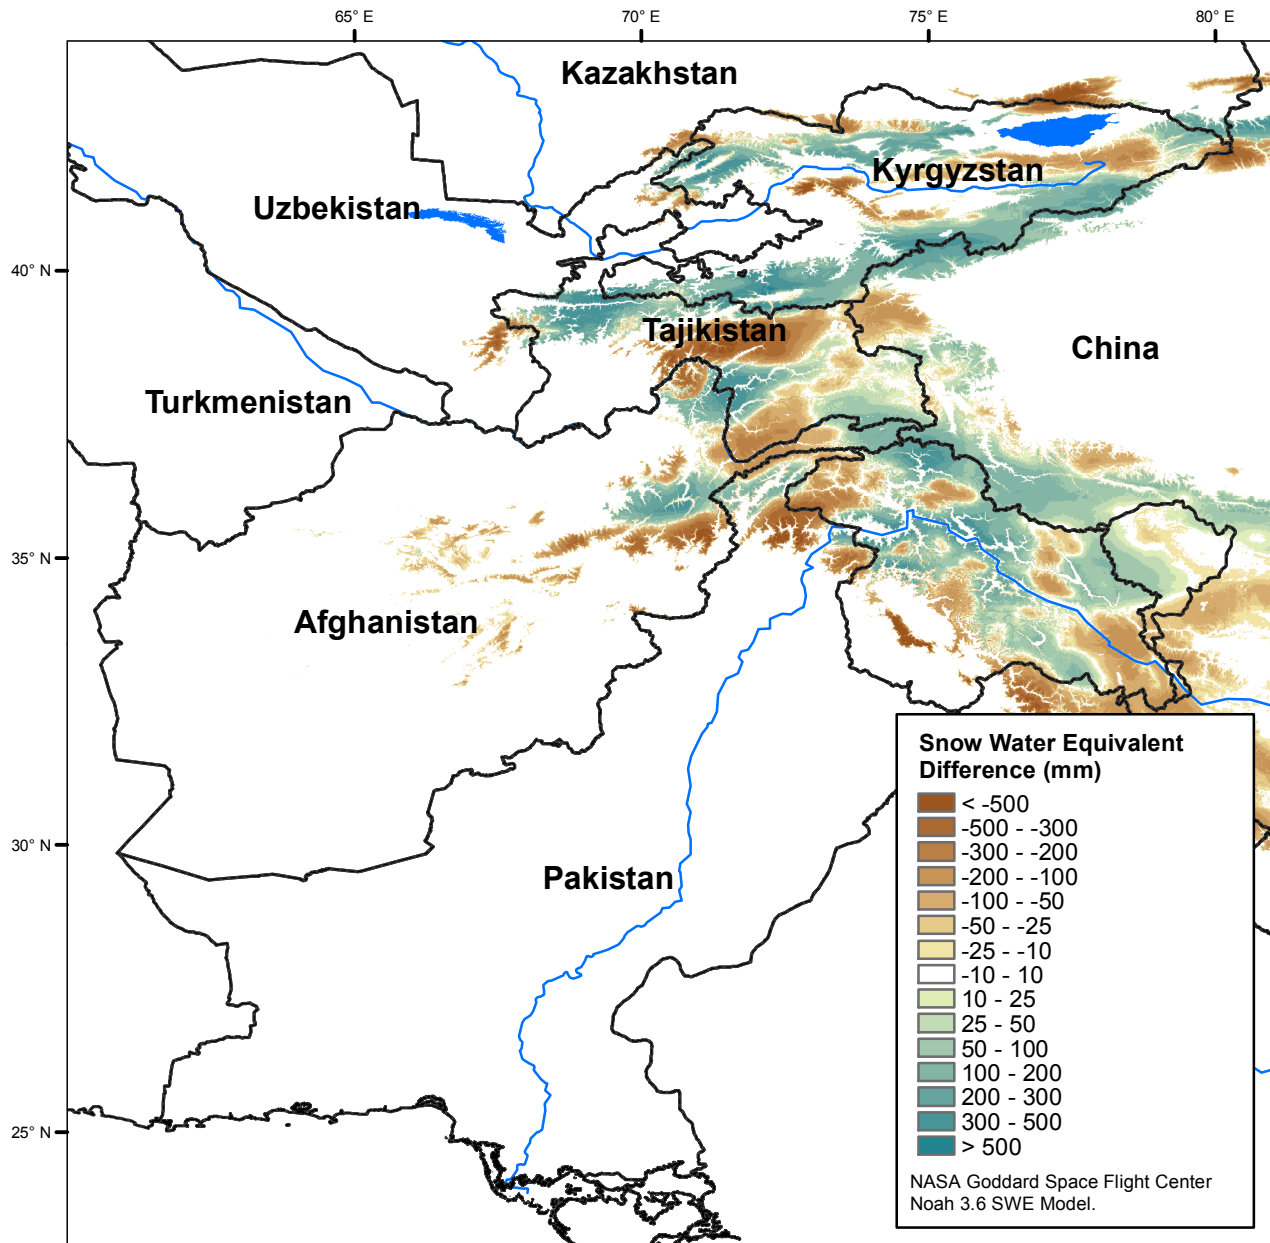 65° E 70° E 75° E 80° E
Kazakhstan
Kyrgyzstan
Uzbekistan
40° N
Tajikistan
China
Turkmenistan
35° N
Afghanistan
Snow Water Equivalent
Difference (mm)
< -500
-500 - -300
-300 - -200
-200 - -100
-100 - -50
-50 - -25
-25 - -10
-10 - 10
10 - 25
25 - 50
50 - 100
100 - 200
200 - 300
300 - 500
> 500
NASA Goddard Space Flight Center
Noah 3.6 SWE Model.
30° N
Pakistan
25° N